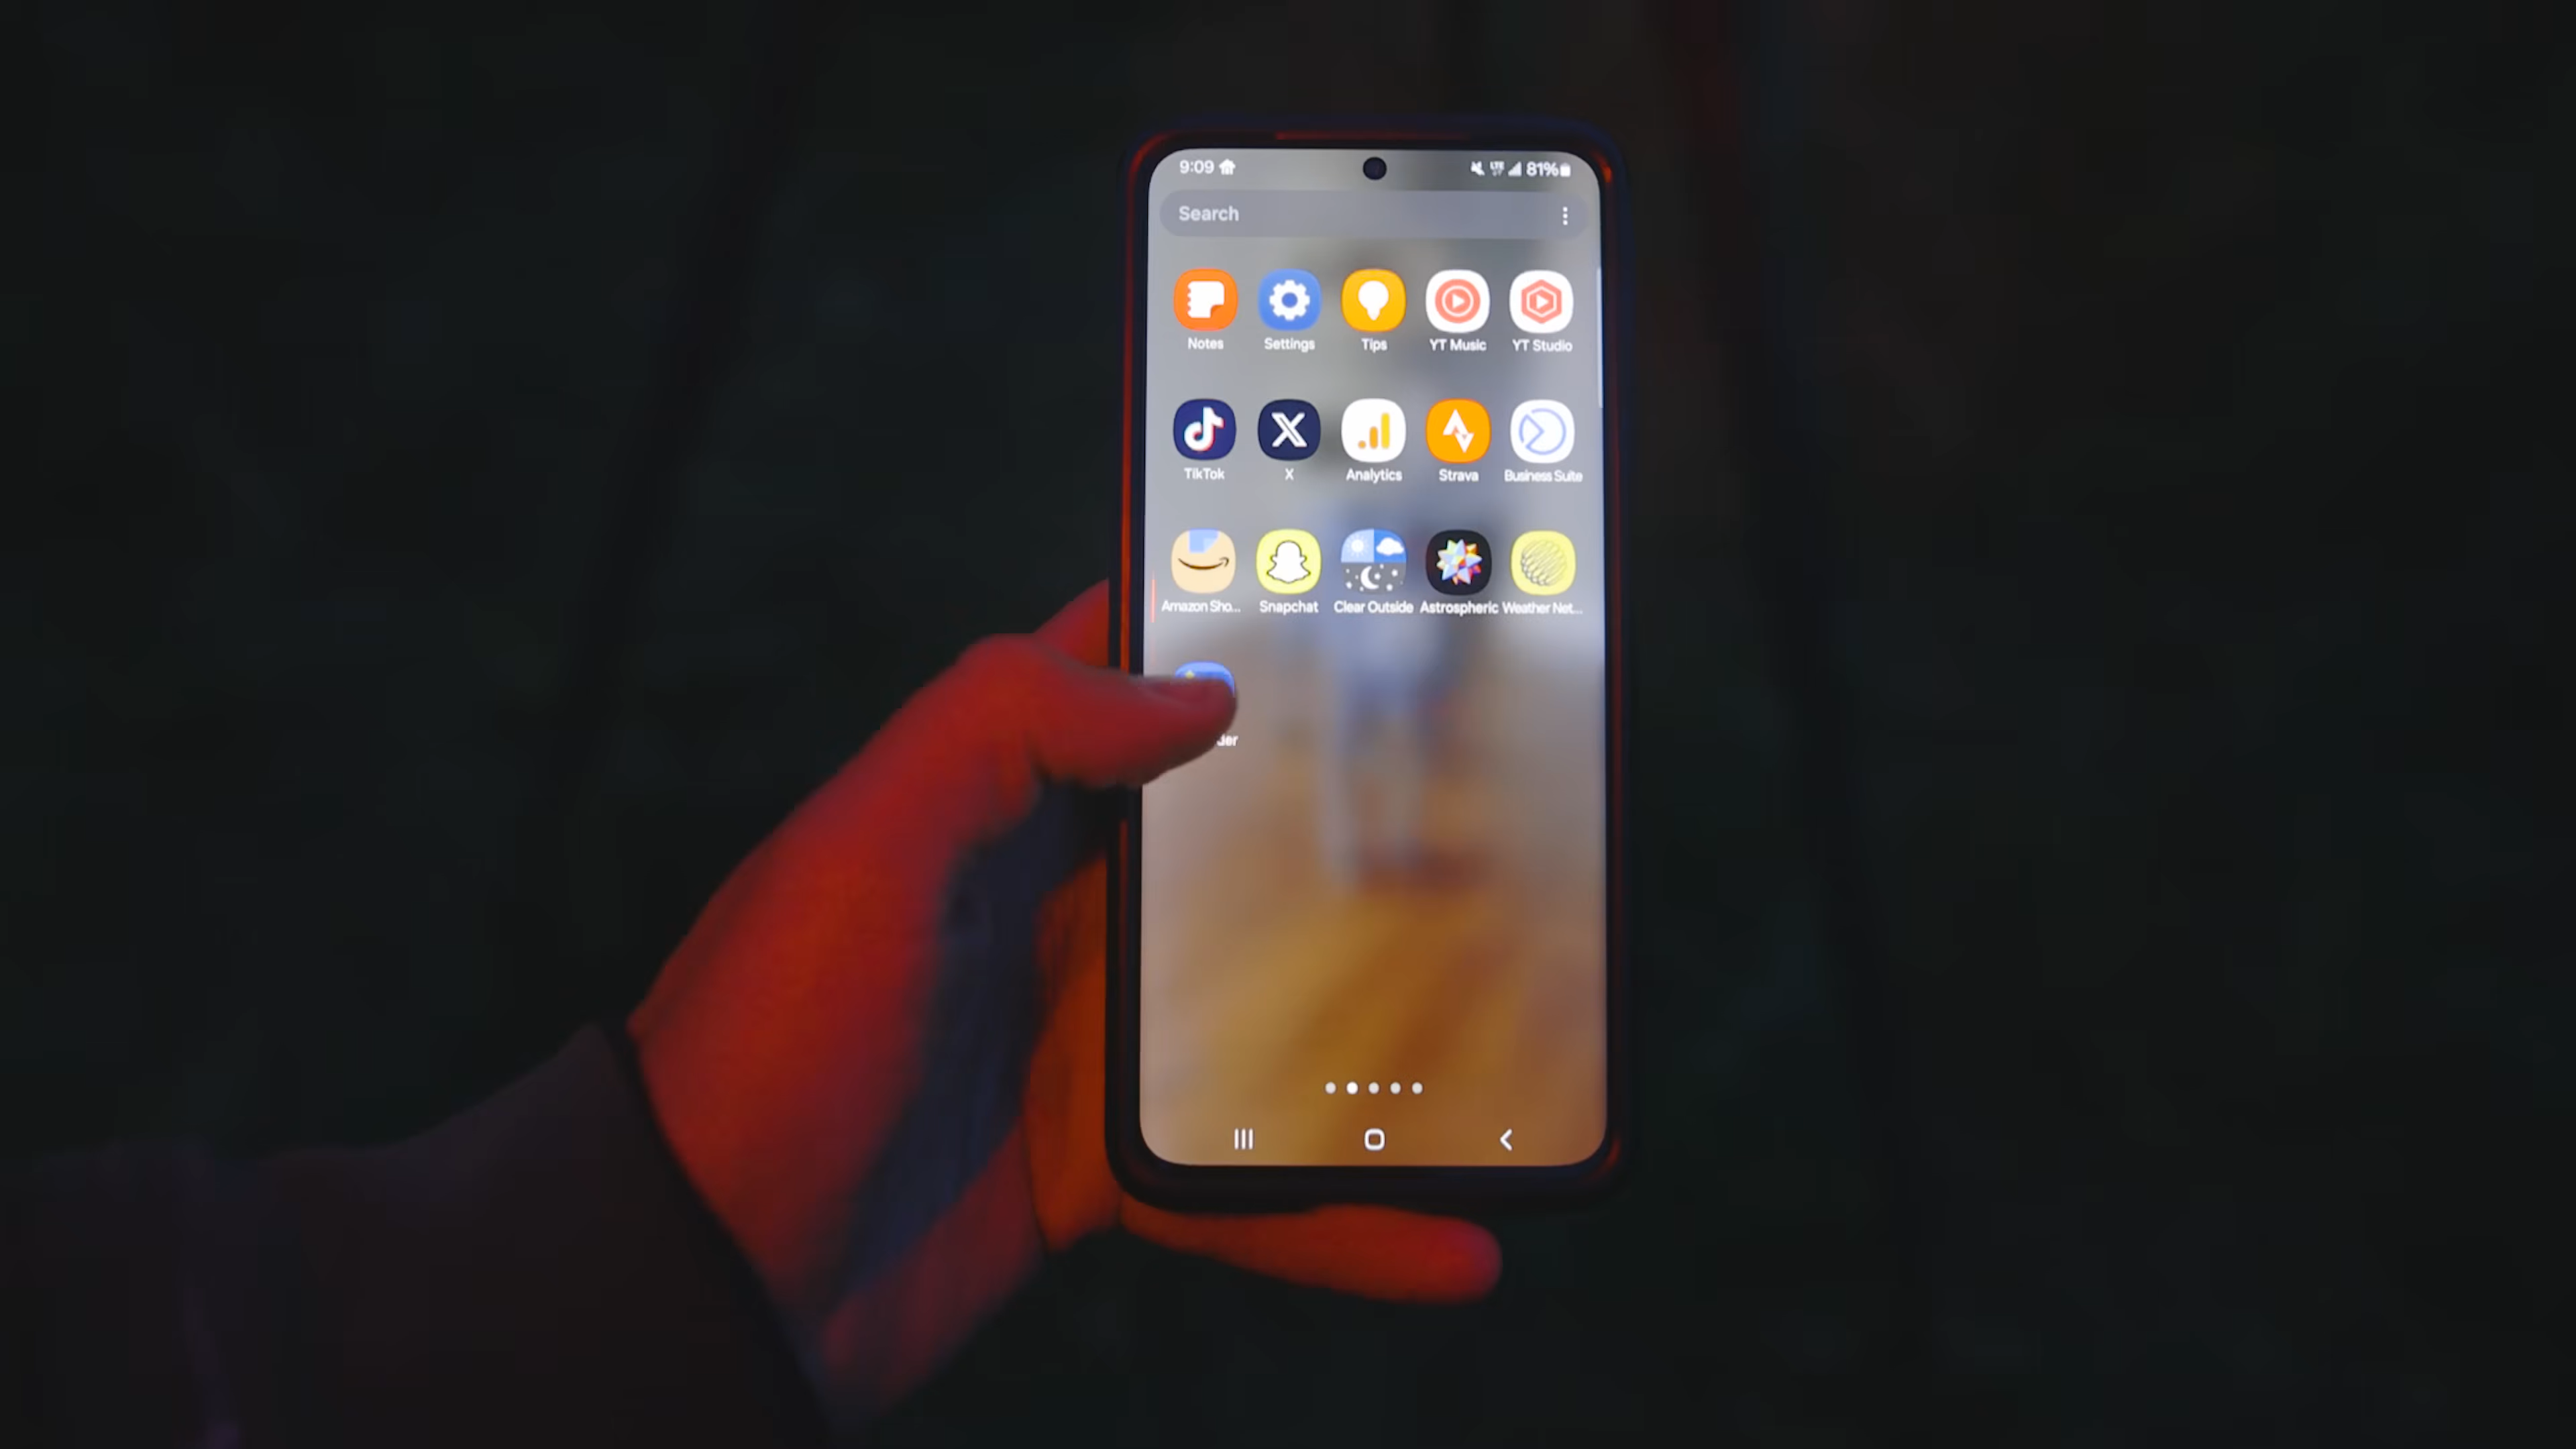 9:09 LTE 81%
Search
Notes Settings Tips YT Music YT Studio
TikTok X Analytics Strava Business Suite
Amazon Sho... Snapchat Clear Outside Astrospheric Weather Net...